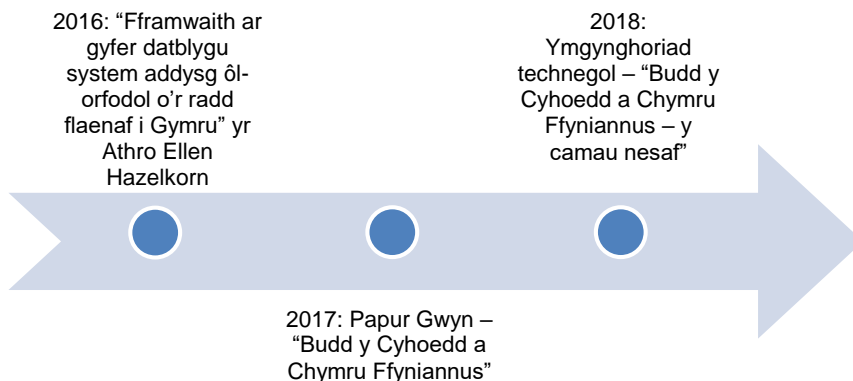 2016: “Fframwaith ar
gyfer datblygu
system addysg ôl-
orfodol o’r radd
flaenaf i Gymru” yr
Athro Ellen
Hazelkorn
2017: Papur Gwyn –
“Budd y Cyhoedd a
Chymru Ffyniannus”
2018:
Ymgynghoriad
technegol – “Budd y
Cyhoedd a Chymru
Ffyniannus – y
camau nesaf”